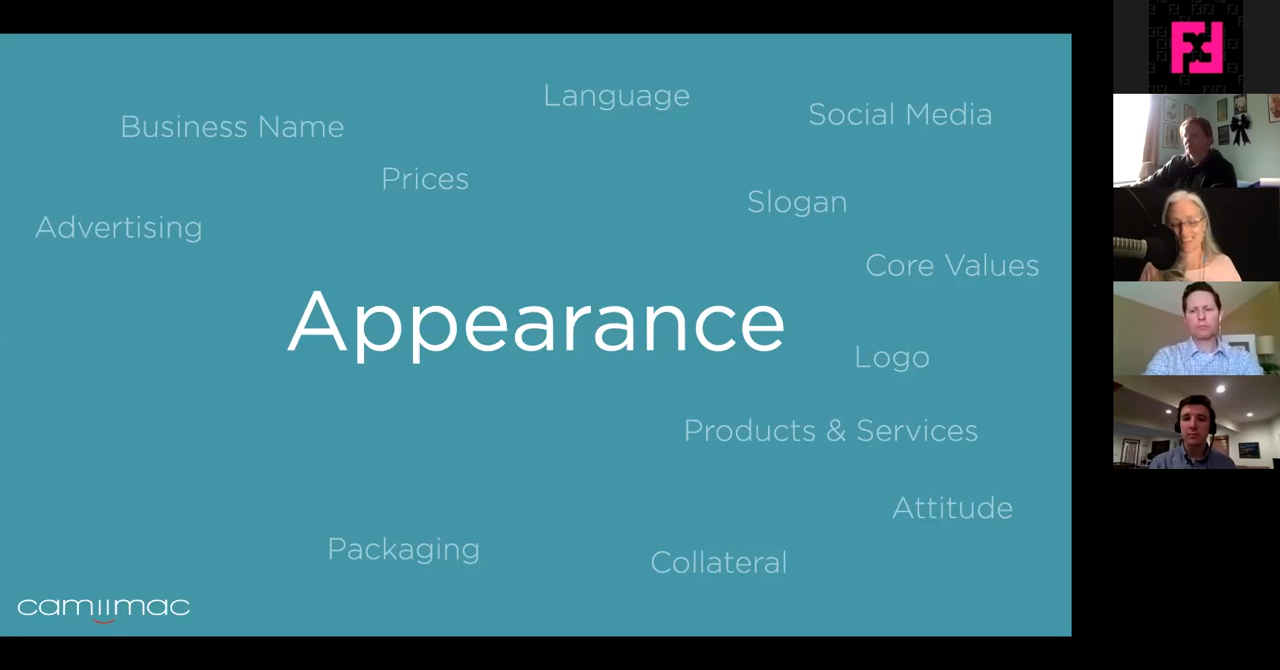 Language
Social Media
Business Name
Prices
Slogan
Advertising
Core Values
Appearance
Logo
Products & Services
Attitude
Packaging
Collateral
camiimac